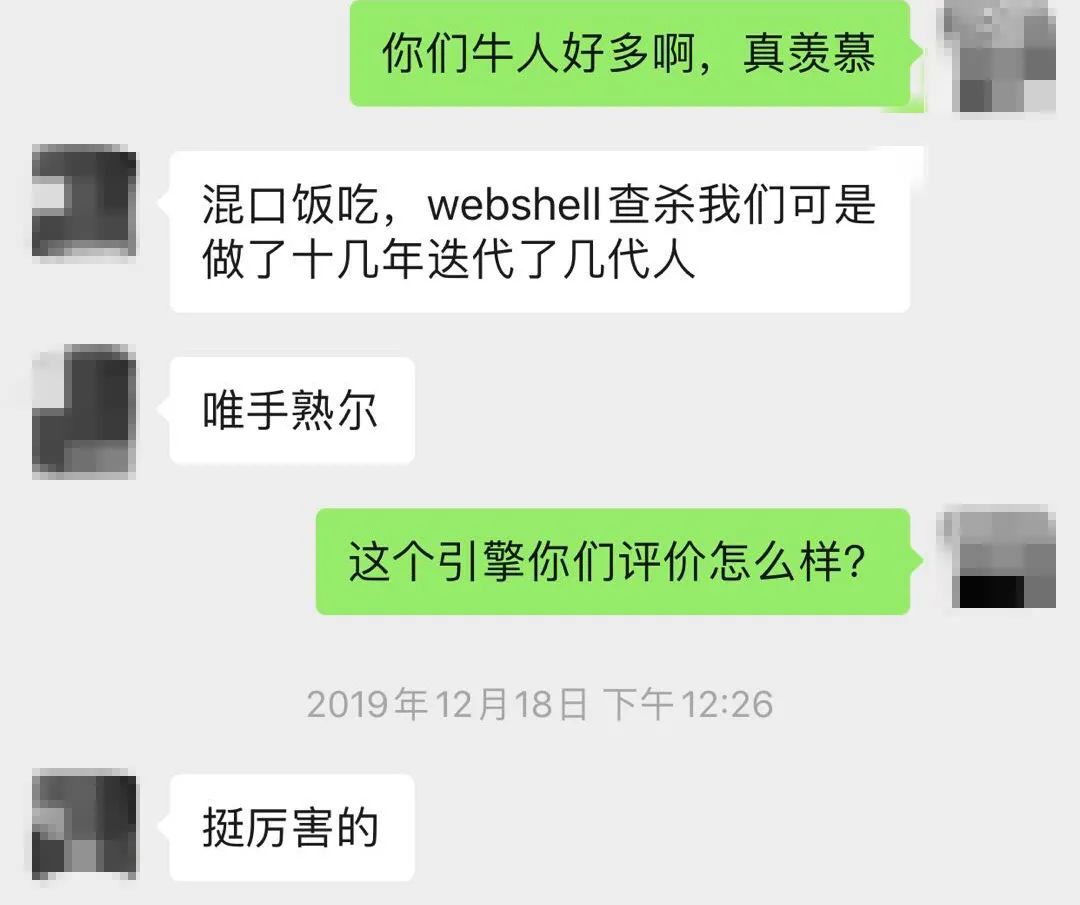 你们牛人好多啊，真羡慕
混口饭吃，webshell查杀我们可是
做了十几年迭代了几代人
唯手熟尔
这个引擎你们评价怎么样？
2019年12月18日 下午12:26
挺厉害的